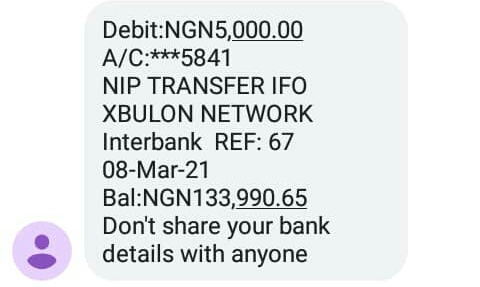 Debit:NGN5,000.00
A/C:***5841
NIP TRANSFER IFO
XBULON NETWORK
Interbank  REF: 67
08-Mar-21
Bal:NGN133,990.65
Don't share your bank
details with anyone